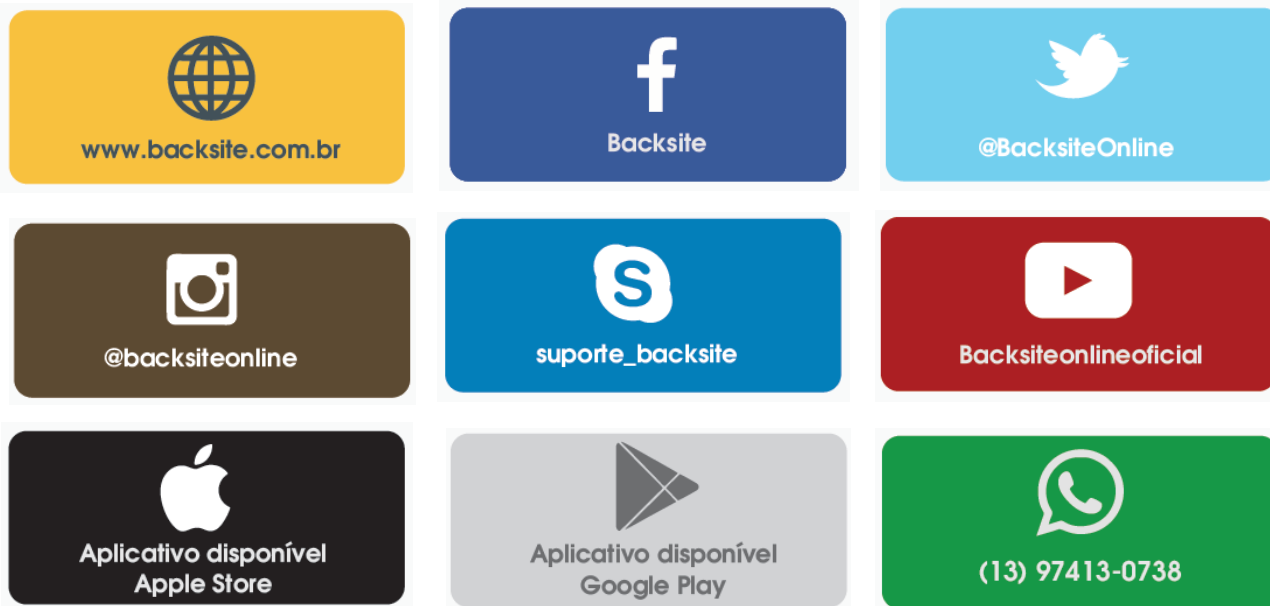 www.backsite.com.br
Backsite
@BacksiteOnline
@backsiteonline
suporte_backsite
Backsiteonlineoficial
Aplicativo disponível
Apple Store
Aplicativo disponível
Google Play
(13) 97413-0738